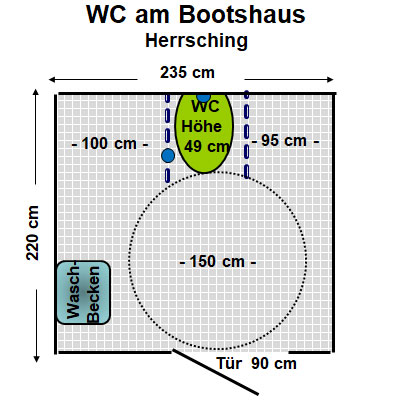 WC am Bootshaus
Herrsching
235 cm
WC
Höhe
49 cm
- 100 cm -
- 95 cm -
220 cm
- 150 cm -
Wasch-
Becken
Tür 90 cm